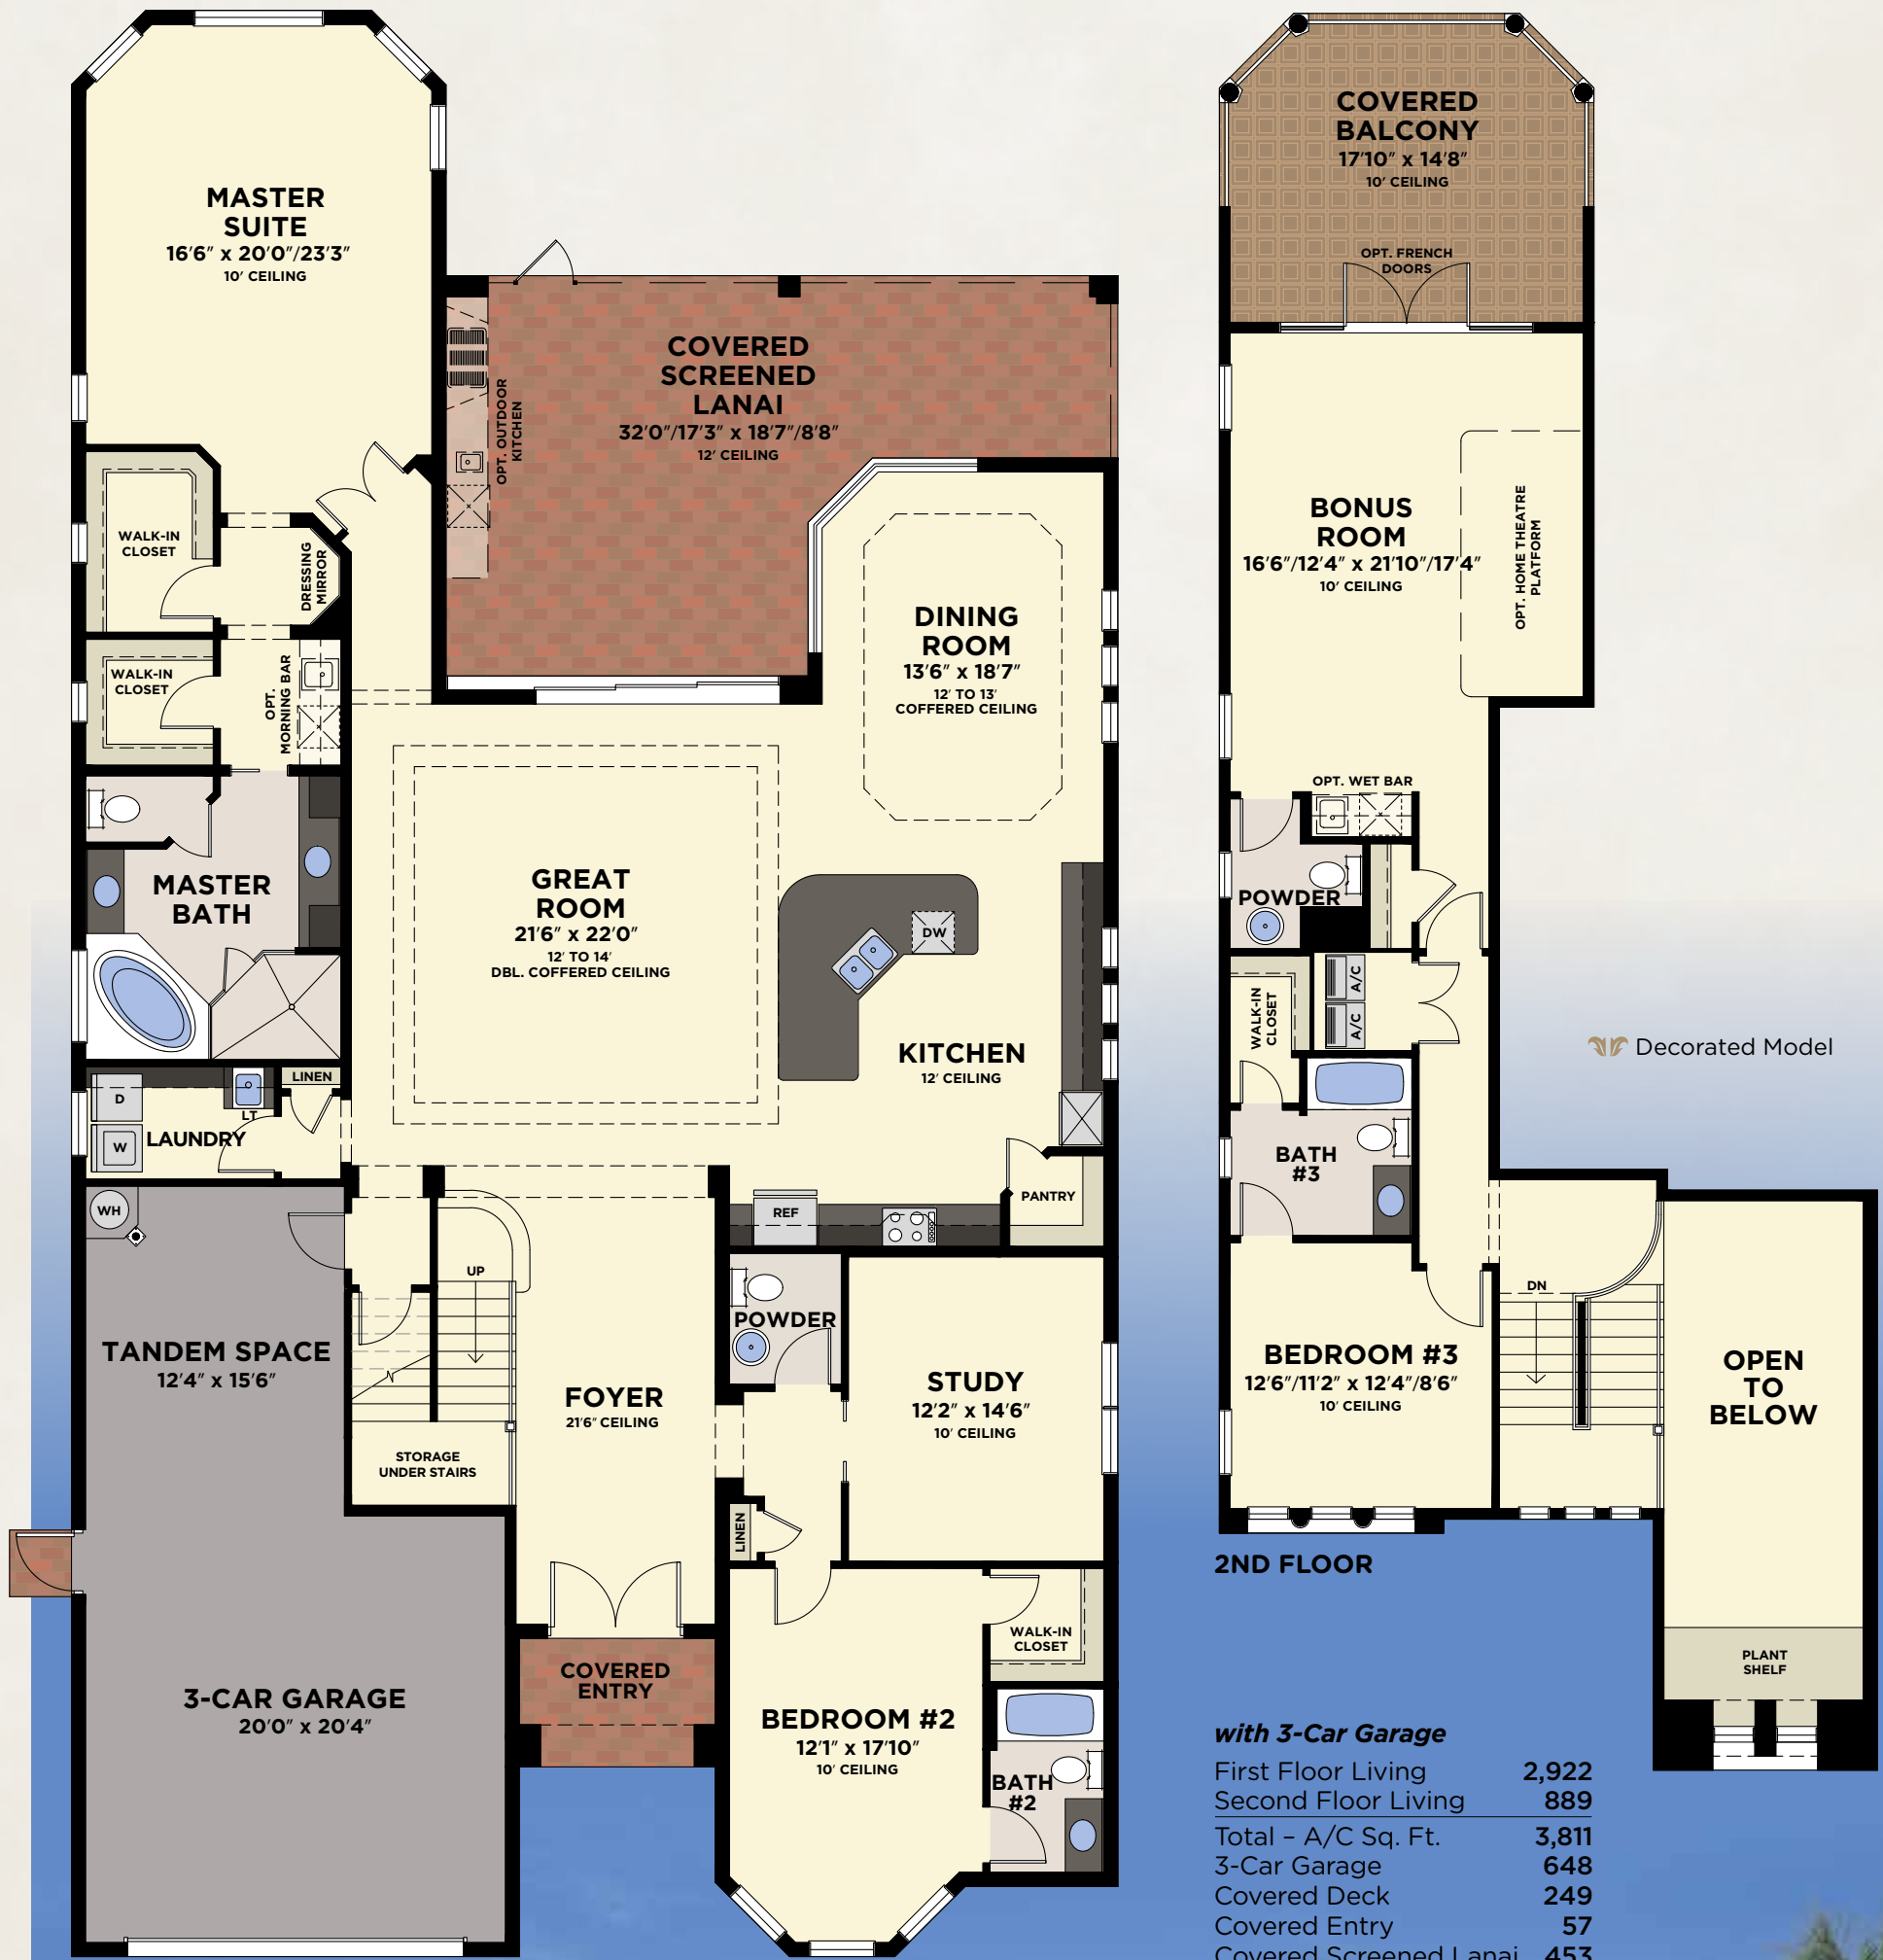 MASTER
SUITE
16'6" x 20'0"/23'3"
10' CEILING
COVERED
SCREENED
LANAI
32'0"/17'3" x 18'7"/8'8"
12' CEILING
OPT. OUTDOOR
KITCHEN
WALK-IN
CLOSET
DRESSING
MIRROR
WALK-IN
CLOSET
OPT.
MORNING BAR
DINING
ROOM
13'6" x 18'7"
12' TO 13'
COFFERED CEILING
MASTER
BATH
GREAT
ROOM
21'6" x 22'0"
12' TO 14'
DBL. COFFERED CEILING
DW
KITCHEN
12' CEILING
LINEN
D
LT
W
LAUNDRY
WH
REF
PANTRY
UP
TANDEM SPACE
12'4" x 15'6"
POWDER
FOYER
21'6" CEILING
STUDY
12'2" x 14'6"
10' CEILING
STORAGE
UNDER STAIRS
LINEN
WALK-IN
CLOSET
COVERED
ENTRY
3-CAR GARAGE
20'0" x 20'4"
BEDROOM #2
12'1" x 17'10"
10' CEILING
BATH
#2
COVERED
BALCONY
17'10" x 14'8"
10' CEILING
OPT. FRENCH
DOORS
BONUS
ROOM
16'6"/12'4" x 21'10"/17'4"
10' CEILING
OPT. HOME THEATRE
PLATFORM
OPT. WET BAR
POWDER
WALK-IN
CLOSET
A/C
A/C
BATH
#3
DN
BEDROOM #3
12'6"/11'2" x 12'4"/8'6"
10' CEILING
OPEN
TO
BELOW
PLANT
SHELF
Decorated Model
2ND FLOOR
with 3-Car Garage
First Floor Living 2,922
Second Floor Living 889
Total – A/C Sq. Ft. 3,811
3-Car Garage 648
Covered Deck 249
Covered Entry 57
Covered Screened Lanai 453